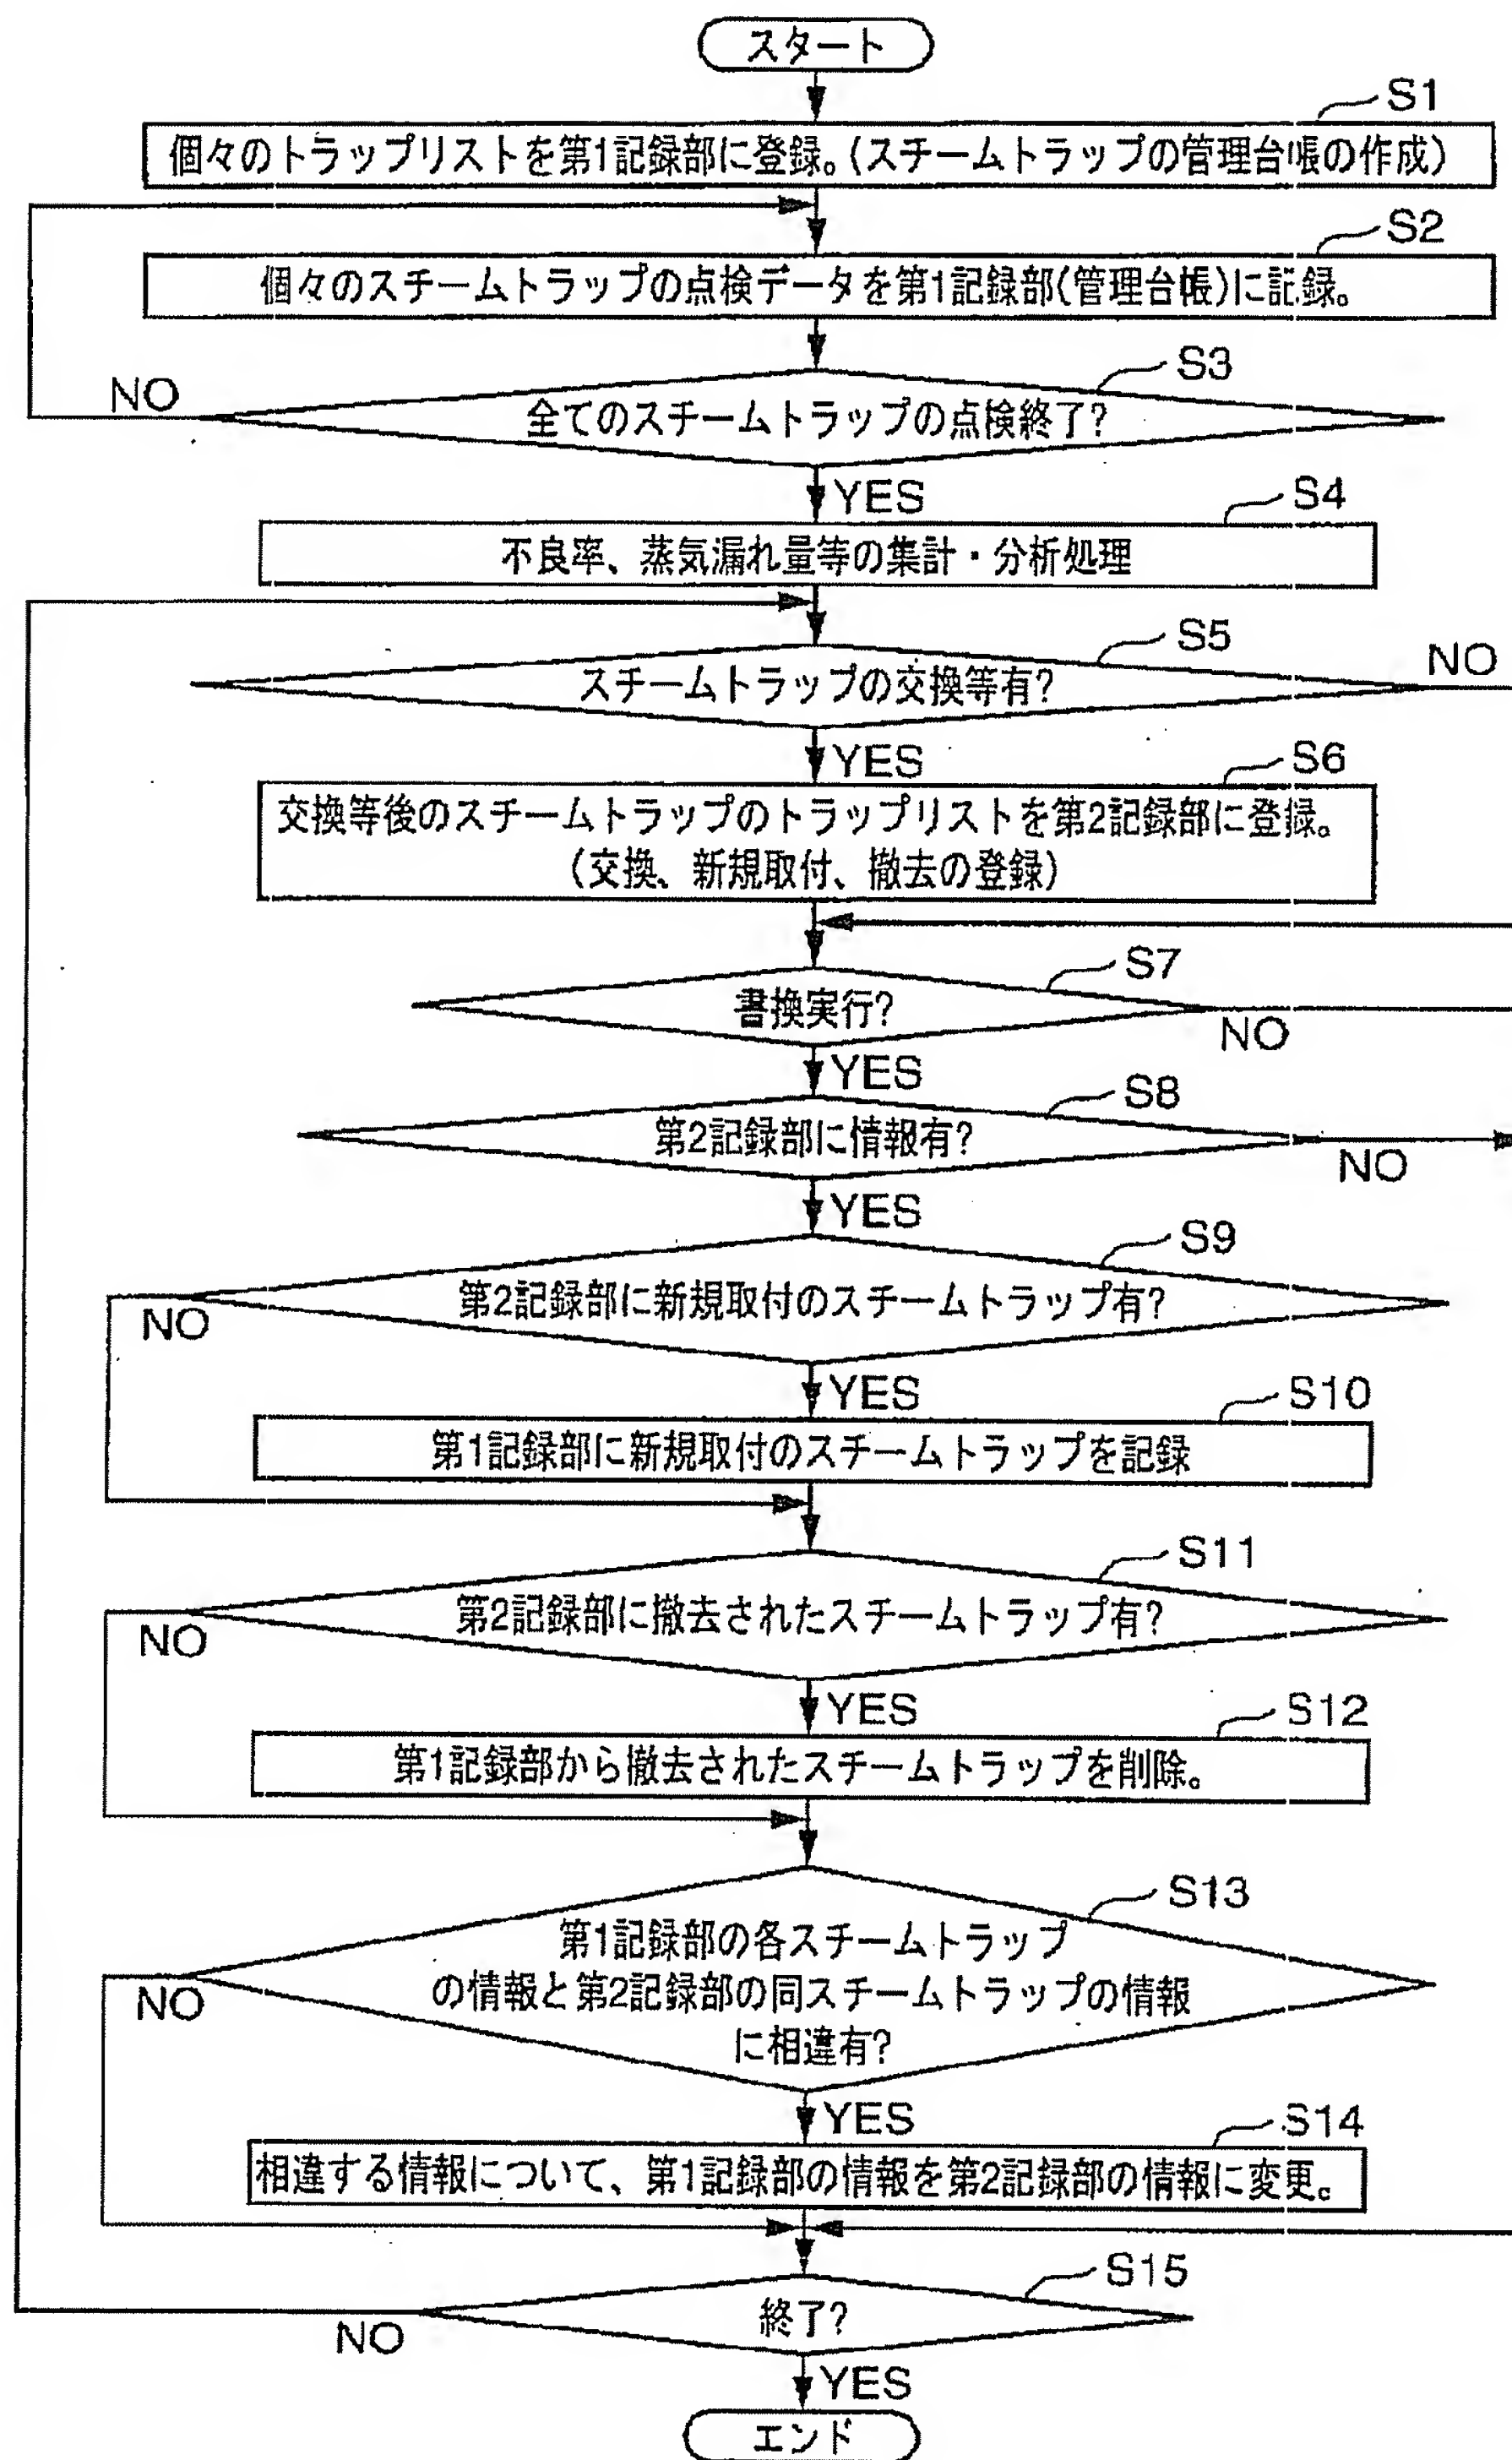 スタート
S1
個々のトラップリストを第1記録部に登録。(スチームトラップの管理台帳の作成)
S2
個々のスチームトラップの点検データを第1記録部(管理台帳)に記録。
S3
NO
全てのスチームトラップの点検終了?
YES
S4
不良率、蒸気漏れ量等の集計・分析処理
S5
NO
スチームトラップの交換等有?
YES
S6
交換等後のスチームトラップのトラップリストを第2記録部に登録。
(交換、新規取付、撤去の登録)
S7
書換実行?
NO
YES
S8
第2記録部に情報有?
NO
YES
S9
第2記録部に新規取付のスチームトラップ有?
NO
YES
S10
第1記録部に新規取付のスチームトラップを記録
S11
第2記録部に撤去されたスチームトラップ有?
NO
YES
S12
第1記録部から撤去されたスチームトラップを削除。
S13
第1記録部の各スチームトラップ
の情報と第2記録部の同スチームトラップの情報
に相違有?
NO
YES
S14
相違する情報について、第1記録部の情報を第2記録部の情報に変更。
S15
終了?
NO
YES
エンド